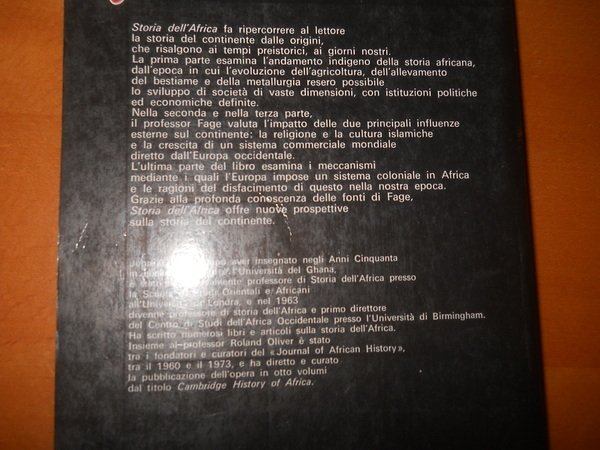 Storia dell'Africa fa ripercorrere al lettore
la storia del continente dalle origini,
che risalgono ai tempi preistorici, ai giorni nostri.
La prima parte esamina l'andamento indigeno della storia africana,
dall'epoca in cui l'evoluzione dell'agricoltura, dell'allevamento
del bestiame e della metallurgia resero possibile
lo sviluppo di società di vaste dimensioni, con istituzioni politiche
ed economiche definite.
Nella seconda e nella terza parte,
il professor Fage valuta l'impatto delle due principali influenze
esterne sul continente: la religione e la cultura islamiche
e la crescita di un sistema commerciale mondiale
diretto dall'Europa occidentale.
L'ultima parte del libro esamina i meccanismi
mediante i quali l'Europa impose un sistema coloniale in Africa
e le ragioni del disfacimento di questo nella nostra epoca.
Grazie alla profonda conoscenza delle fonti di Fage,
Storia dell'Africa offre nuove prospettive
sulla storia del continente.
aver insegnato negli Anni Cinquanta
l'Università del Ghana,
professore di Storia dell'Africa presso
la Orientali e Africani
all'Università di Londra, e nel 1963
divenne professore di storia dell'Africa e primo direttore
del Centro di Studi dell'Africa Occidentale presso l'Università di Birmingham.
Ha scritto numerosi libri e articoli sulla storia dell'Africa.
Insieme al professor Roland Oliver è stato
tra i fondatori e curatori del «Journal of African History»,
tra il 1960 e il 1973, e ha diretto e curato
la pubblicazione dell'opera in otto volumi
dal titolo Cambridge History of Africa.